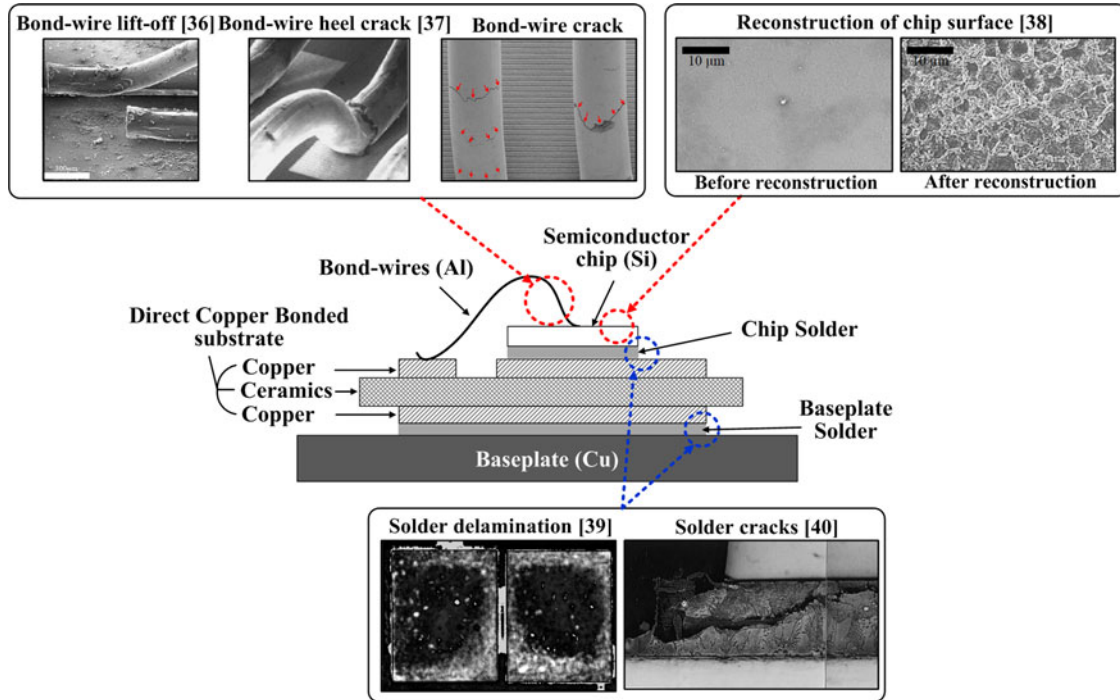 Bond-wire lift-off [36]
Bond-wire heel crack [37]
Bond-wire crack
Reconstruction of chip surface [38]
10 μm
10 μm
Before reconstruction
After reconstruction
Semiconductor
chip (Si)
Bond-wires (Al)
Direct Copper Bonded
substrate
Chip Solder
Copper
Ceramics
Copper
Baseplate
Solder
Baseplate (Cu)
Solder delamination [39]
Solder cracks [40]